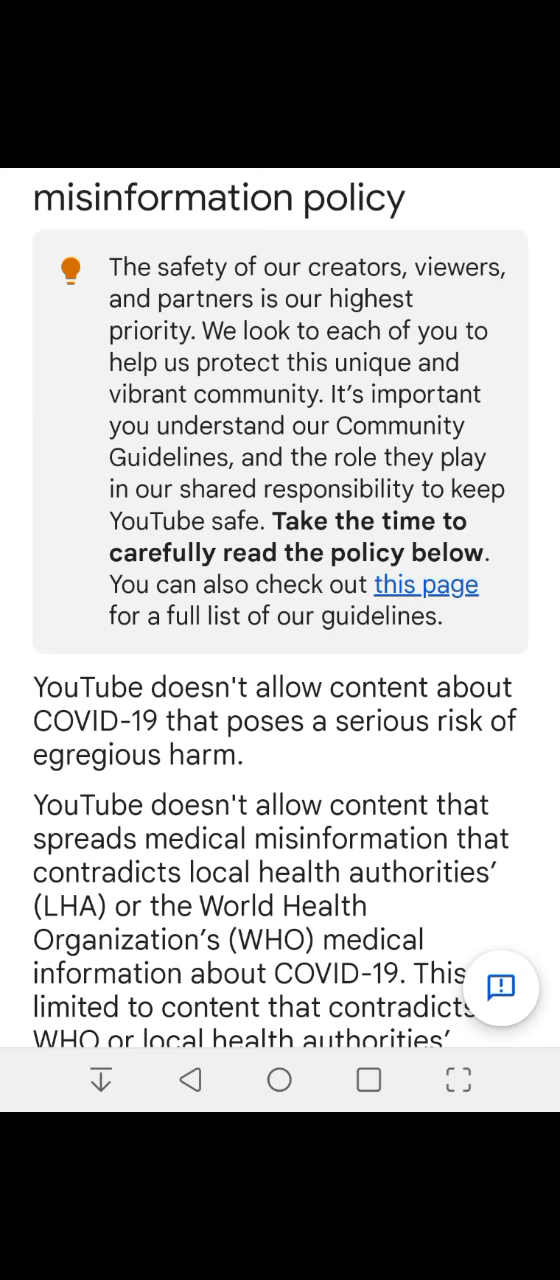 misinformation policy
The safety of our creators, viewers,
and partners is our highest
priority. We look to each of you to
help us protect this unique and
vibrant community. It’s important
you understand our Community
Guidelines, and the role they play
in our shared responsibility to keep
YouTube safe. Take the time to
carefully read the policy below.
You can also check out this page
for a full list of our guidelines.
YouTube doesn't allow content about
COVID-19 that poses a serious risk of
egregious harm.
YouTube doesn't allow content that
spreads medical misinformation that
contradicts local health authorities’
(LHA) or the World Health
Organization’s (WHO) medical
information about COVID-19. This
limited to content that contradicts
WHO or local health authorities’